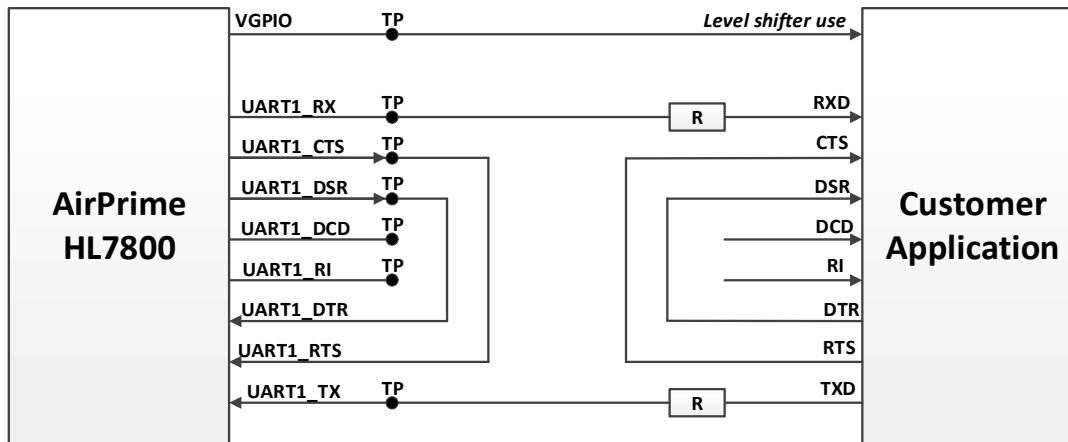 VGPIO TP Level shifter use
UART1_RX TP R RXD
UART1_CTS TP CTS
UART1_DSR TP DSR
AirPrime
HL7800
Customer
Application
UART1_DCD TP DCD
UART1_RI TP RI
UART1_DTR DTR
UART1_RTS RTS
UART1_TX TP R TXD